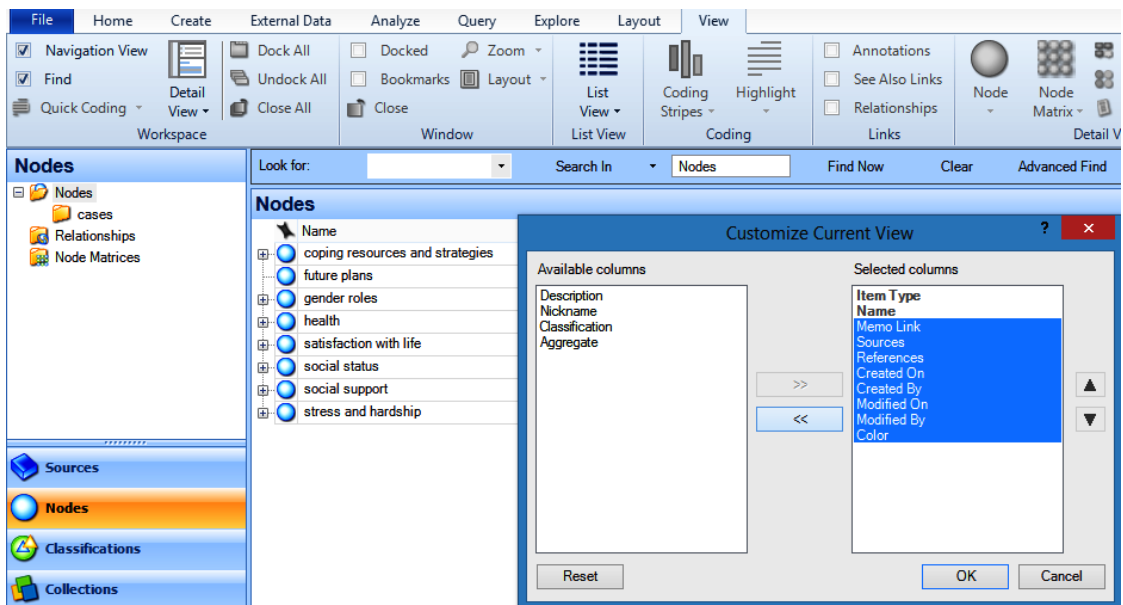 File Home Create External Data Analyze Query Explore Layout View
Navigation View
Find
Quick Coding
Detail
View
Workspace
Dock All
Undock All
Close All
Docked
Bookmarks
Close
Zoom
Layout
Window
List
View
List View
Coding
Stripes
Highlight
Coding
Annotations
See Also Links
Relationships
Links
Node
Node
Matrix
Detail V
Nodes
Nodes
cases
Relationships
Node Matrices
Sources
Nodes
Classifications
Collections
Look for: Search In Nodes Find Now Clear Advanced Find
Nodes
Name
coping resources and strategies
future plans
gender roles
health
satisfaction with life
social status
social support
stress and hardship
Customize Current View ? ×
Available columns
Description
Nickname
Classification
Aggregate
>>
<<
Selected columns
Item Type
Name
Memo Link
Sources
References
Created On
Created By
Modified On
Modified By
Color
Reset OK Cancel